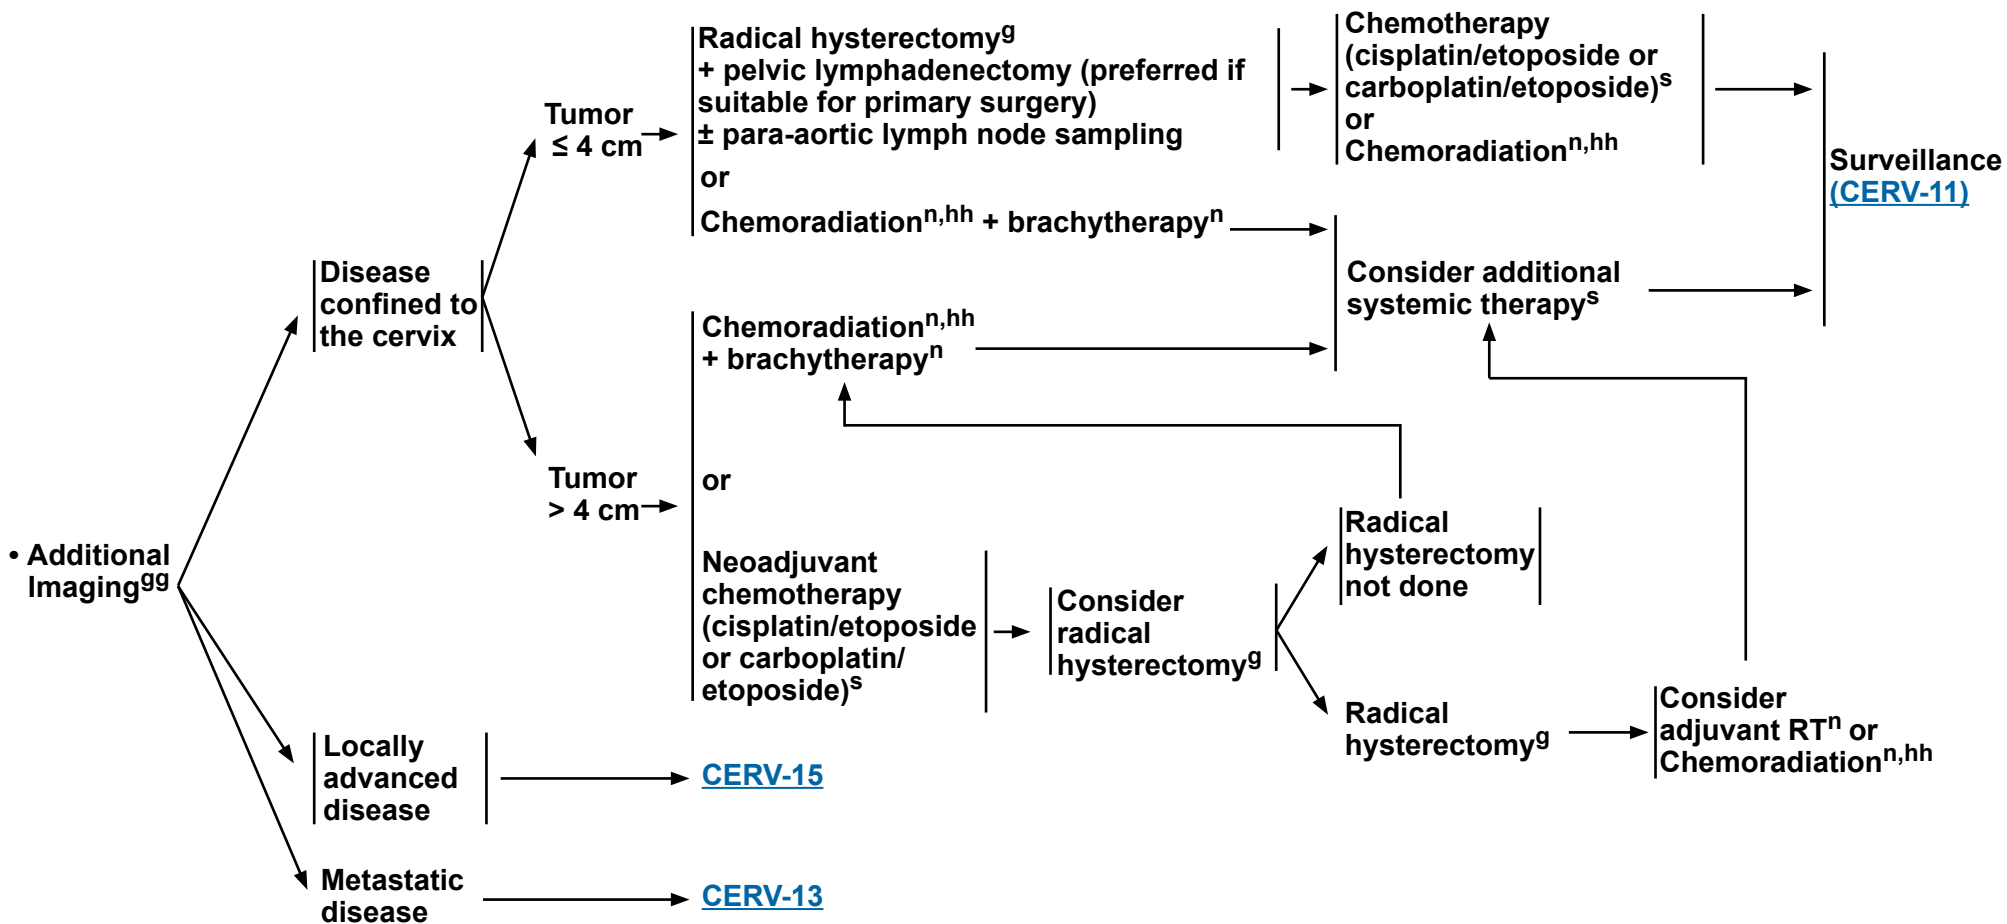 • Additional
Imaging^gg
Disease
confined to
the cervix
Locally
advanced
disease
Metastatic
disease
Tumor
≤ 4 cm
Tumor
> 4 cm
Radical hysterectomy^g
+ pelvic lymphadenectomy (preferred if
suitable for primary surgery)
± para-aortic lymph node sampling
or
Chemoradiation^n,hh + brachytherapy^n
Chemotherapy
(cisplatin/etoposide or
carboplatin/etoposide)^s
or
Chemoradiation^n,hh
Surveillance
(CERV-11)
Consider additional
systemic therapy^s
Chemoradiation^n,hh
+ brachytherapy^n
or
Neoadjuvant
chemotherapy
(cisplatin/etoposide
or carboplatin/
etoposide)^s
Consider
radical
hysterectomy^g
Radical
hysterectomy
not done
Radical
hysterectomy^g
Consider
adjuvant RT^n or
Chemoradiation^n,hh
CERV-15
CERV-13